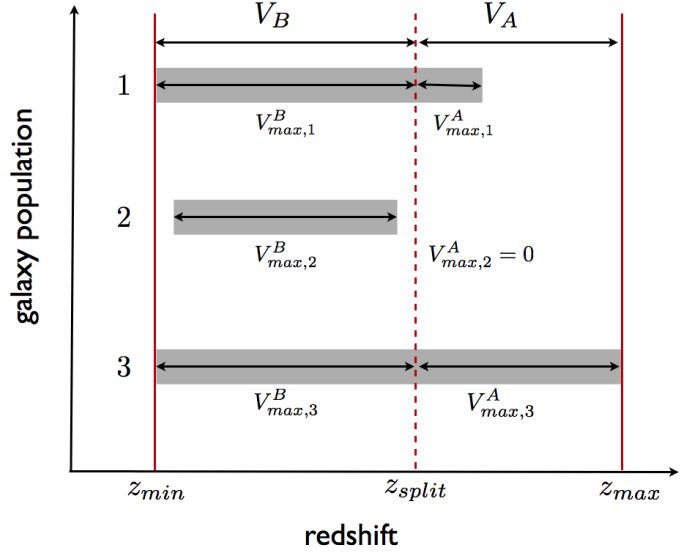 V_B V_A
1
V^B_{max,1} V^A_{max,1}
2
V^B_{max,2} V^A_{max,2} = 0
3
V^B_{max,3} V^A_{max,3}
z_{min} z_{split} z_{max}
redshift
galaxy population